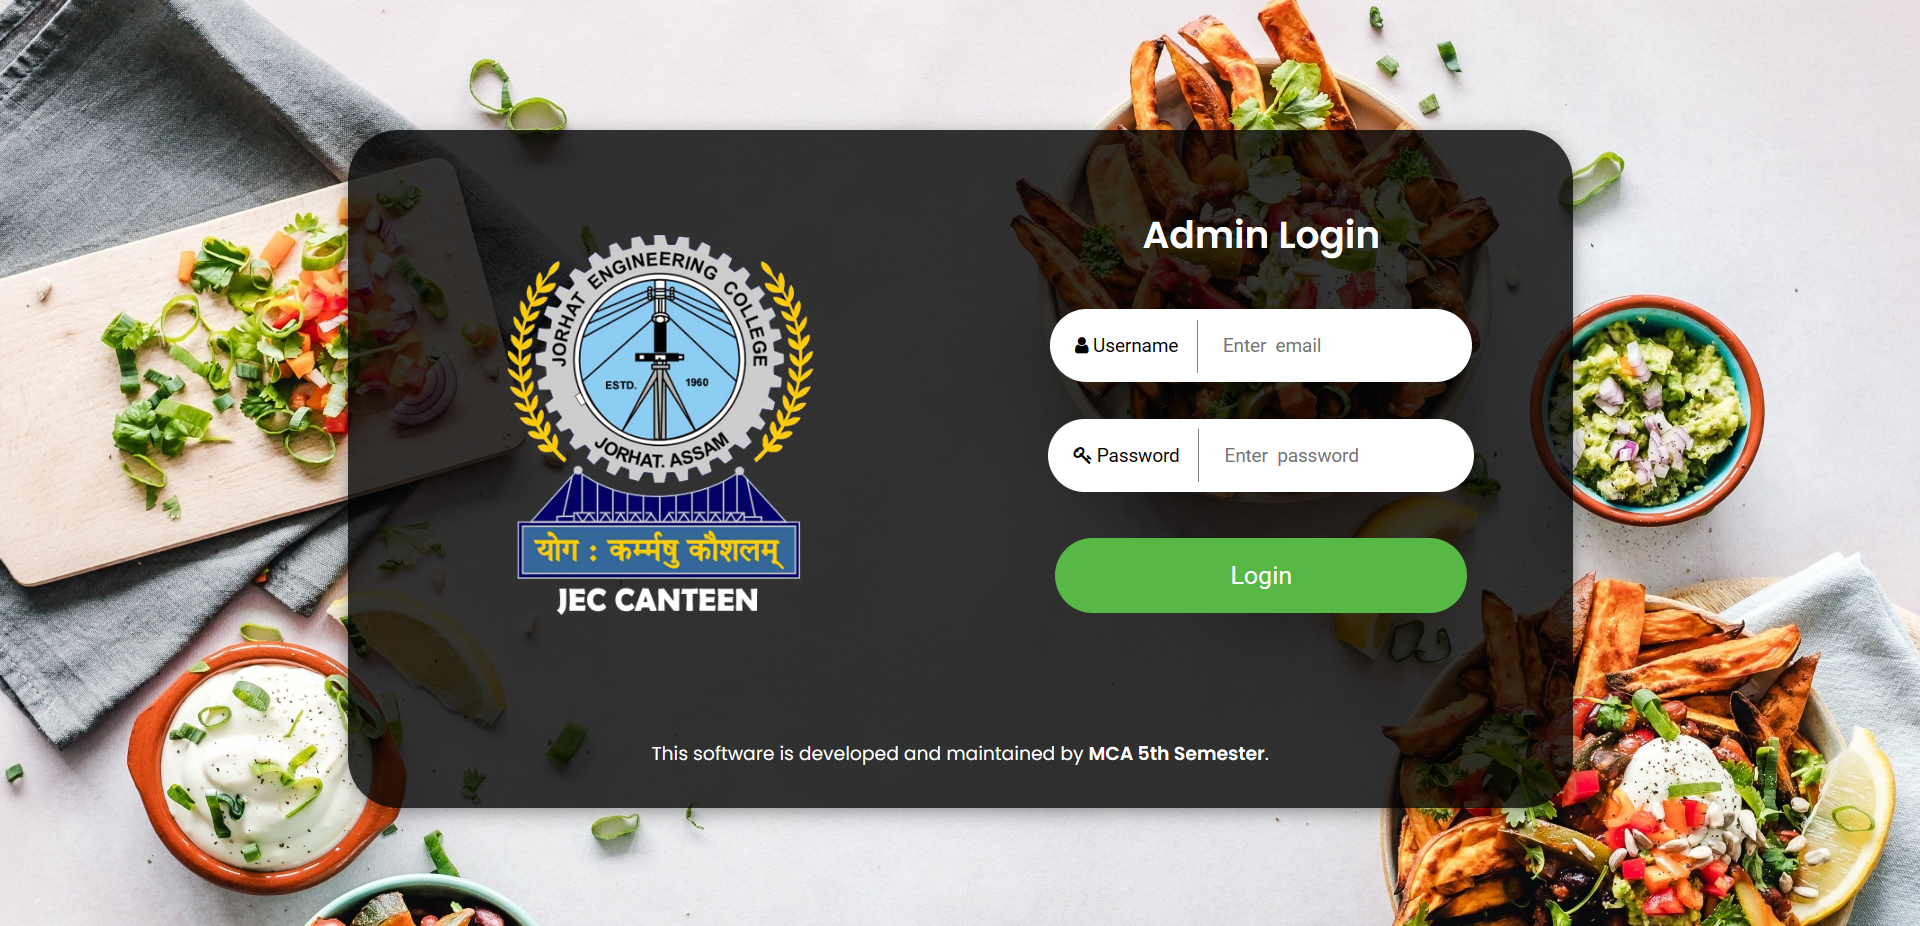 JORHAT ENGINEERING COLLEGE
ESTD. 1960
JORHAT. ASSAM
योग : कर्म्मषु कौशलम्
JEC CANTEEN
Admin Login
Username
Enter email
Password
Enter password
Login
This software is developed and maintained by MCA 5th Semester.